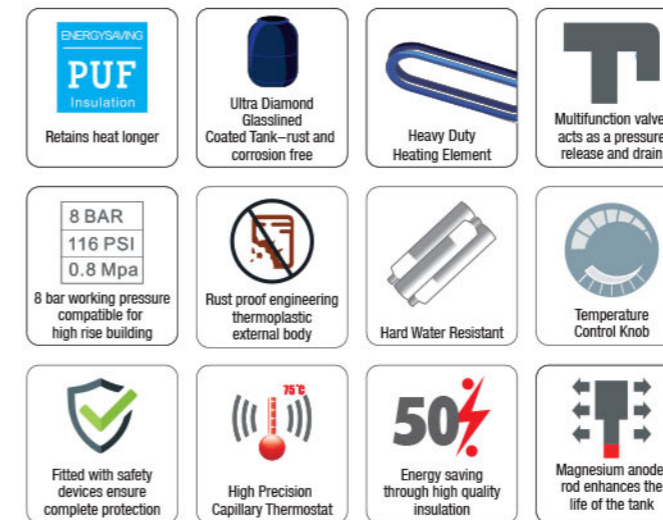 ENERGYSAVING
PUF
Insulation
Retains heat longer
Ultra Diamond
Glasslined
Coated Tank–rust and
corrosion free
Heavy Duty
Heating Element
Multifunction valve
acts as a pressure
release and drain
8 BAR
116 PSI
0.8 Mpa
8 bar working pressure
compatible for
high rise building
Rust proof engineering
thermoplastic
external body
Hard Water Resistant
Temperature
Control Knob
Fitted with safety
devices ensure
complete protection
75°C
High Precision
Capillary Thermostat
50
Energy saving
through high quality
insulation
Magnesium anode
rod enhances the
life of the tank